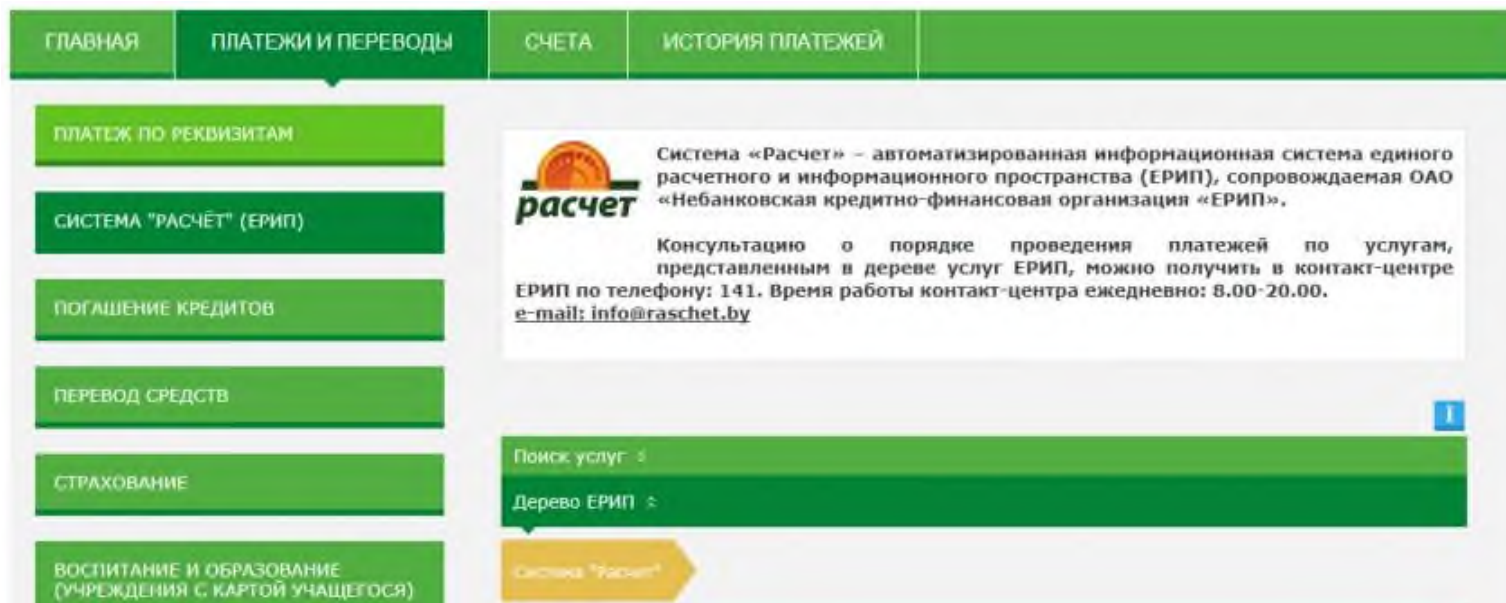 ГЛАВНАЯ
ПЛАТЕЖИ И ПЕРЕВОДЫ
СЧЕТА
ИСТОРИЯ ПЛАТЕЖЕЙ
ПЛАТЕЖ ПО РЕКВИЗИТАМ
СИСТЕМА "РАСЧЁТ" (ЕРИП)
ПОГАШЕНИЕ КРЕДИТОВ
ПЕРЕВОД СРЕДСТВ
СТРАХОВАНИЕ
ВОСПИТАНИЕ И ОБРАЗОВАНИЕ
(УЧРЕЖДЕНИЯ С КАРТОЙ УЧАЩЕГОСЯ)
расчет
Система «Расчет» – автоматизированная информационная система единого
расчетного и информационного пространства (ЕРИП), сопровождаемая ОАО
«Небанковская кредитно-финансовая организация «ЕРИП».
Консультацию о порядке проведения платежей по услугам,
представленным в дереве услуг ЕРИП, можно получить в контакт-центре
ЕРИП по телефону: 141. Время работы контакт-центра ежедневно: 8.00-20.00.
e-mail: info@raschet.by
i
Поиск услуг
Дерево ЕРИП
Система "Расчет"